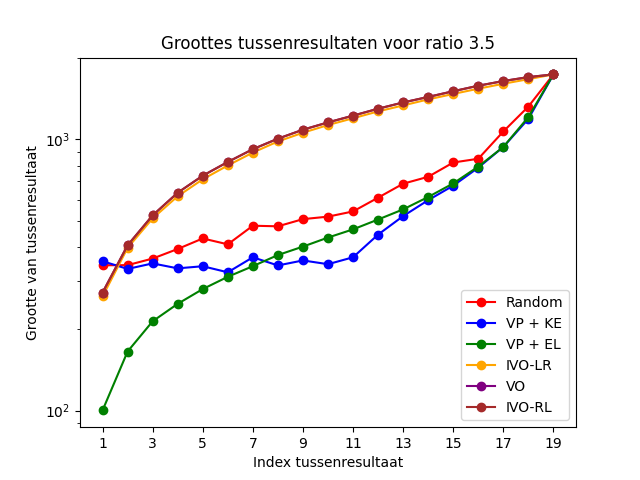 Groottes tussenresultaten voor ratio 3.5
Grootte van tussenresultaat
10³
10²
1 3 5 7 9 11 13 15 17 19
Index tussenresultaat
Random
VP + KE
VP + EL
IVO-LR
VO
IVO-RL